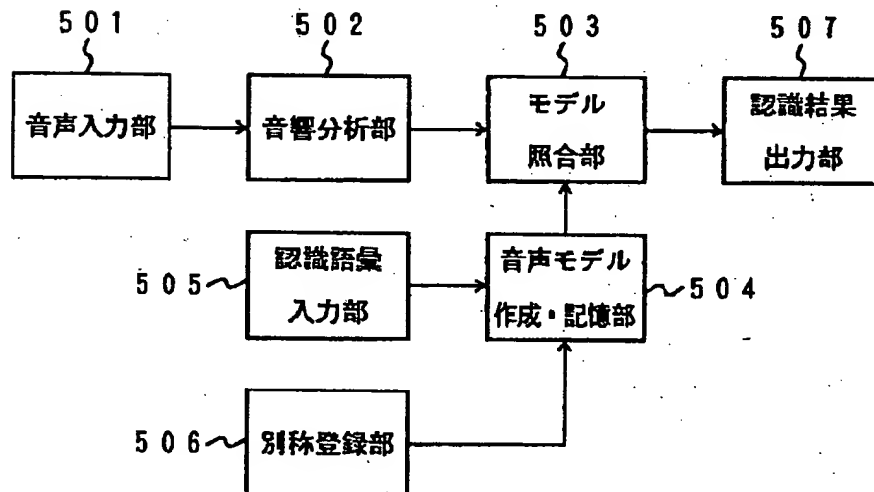 501
502
503
507
音声入力部
音響分析部
モデル
照合部
認識結果
出力部
505
認識語彙
入力部
音声モデル
作成・記憶部
504
506
別称登録部